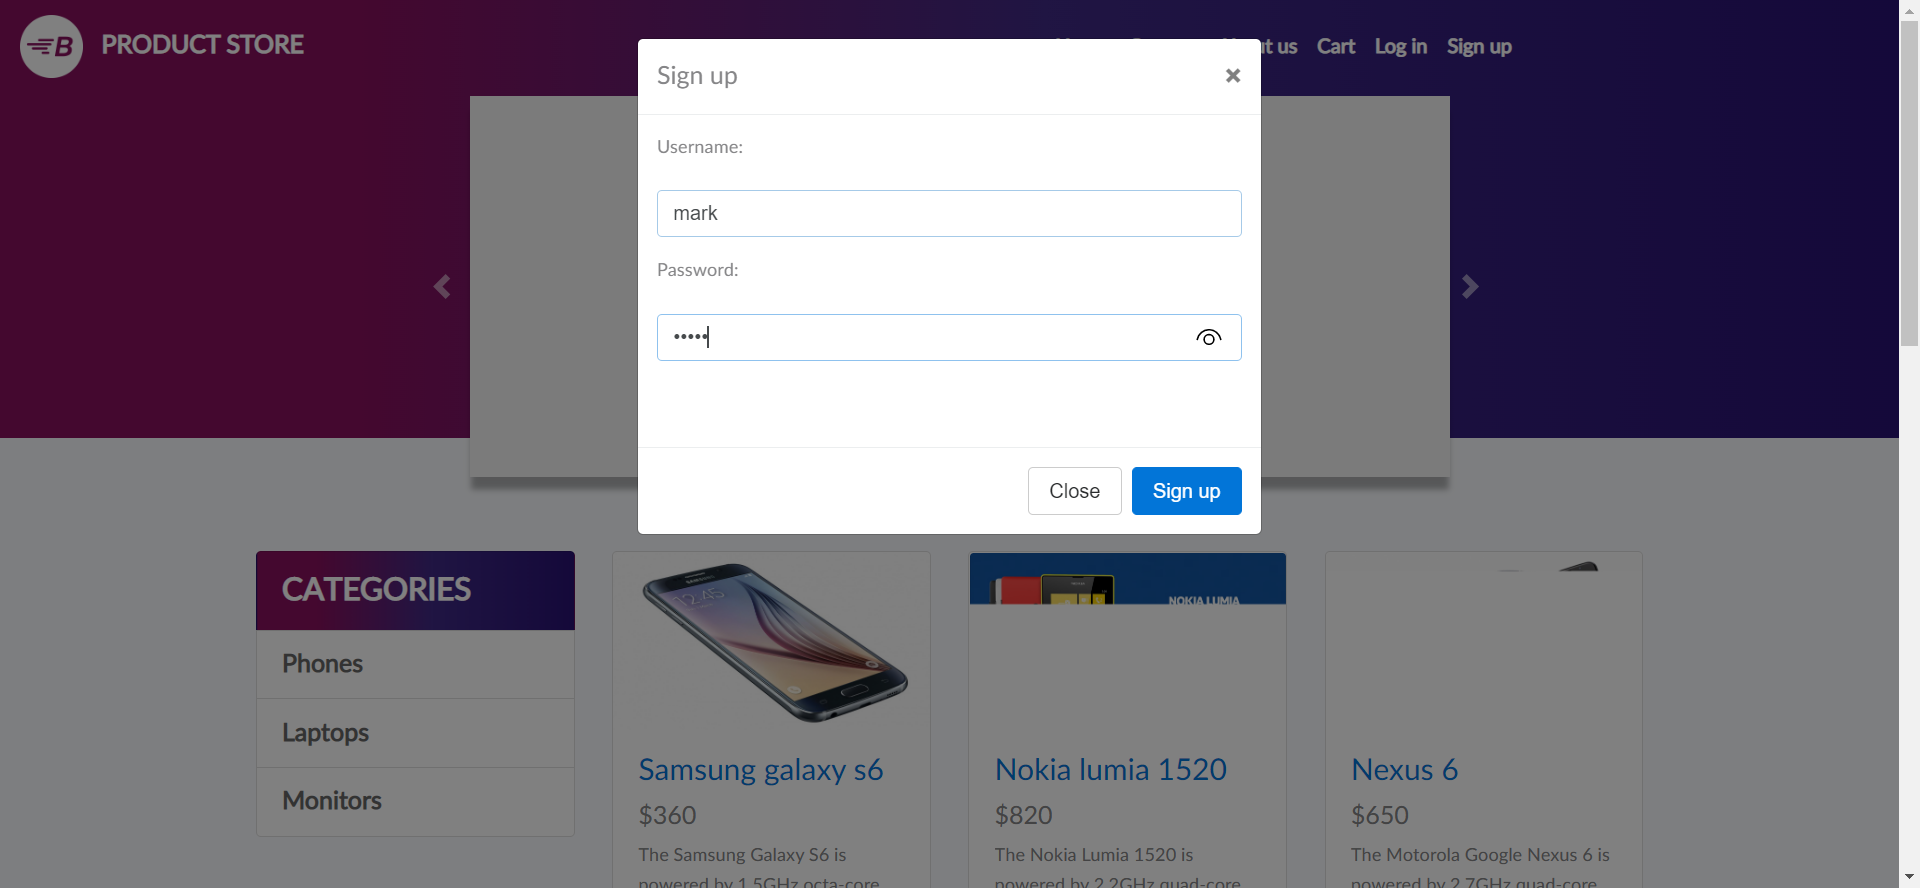 B PRODUCT STORE
t us Cart Log in Sign up
Sign up
Username:
mark
Password:
•••••
Close Sign up
CATEGORIES
Phones
Laptops
Monitors
SAMSUNG
12:45
Samsung galaxy s6
$360
The Samsung Galaxy S6 is
powered by 1.5GHz octa-core
NOKIA LUMIA
Nokia lumia 1520
$820
The Nokia Lumia 1520 is
powered by 2.2GHz quad-core
Nexus 6
$650
The Motorola Google Nexus 6 is
powered by 2.7GHz quad-core